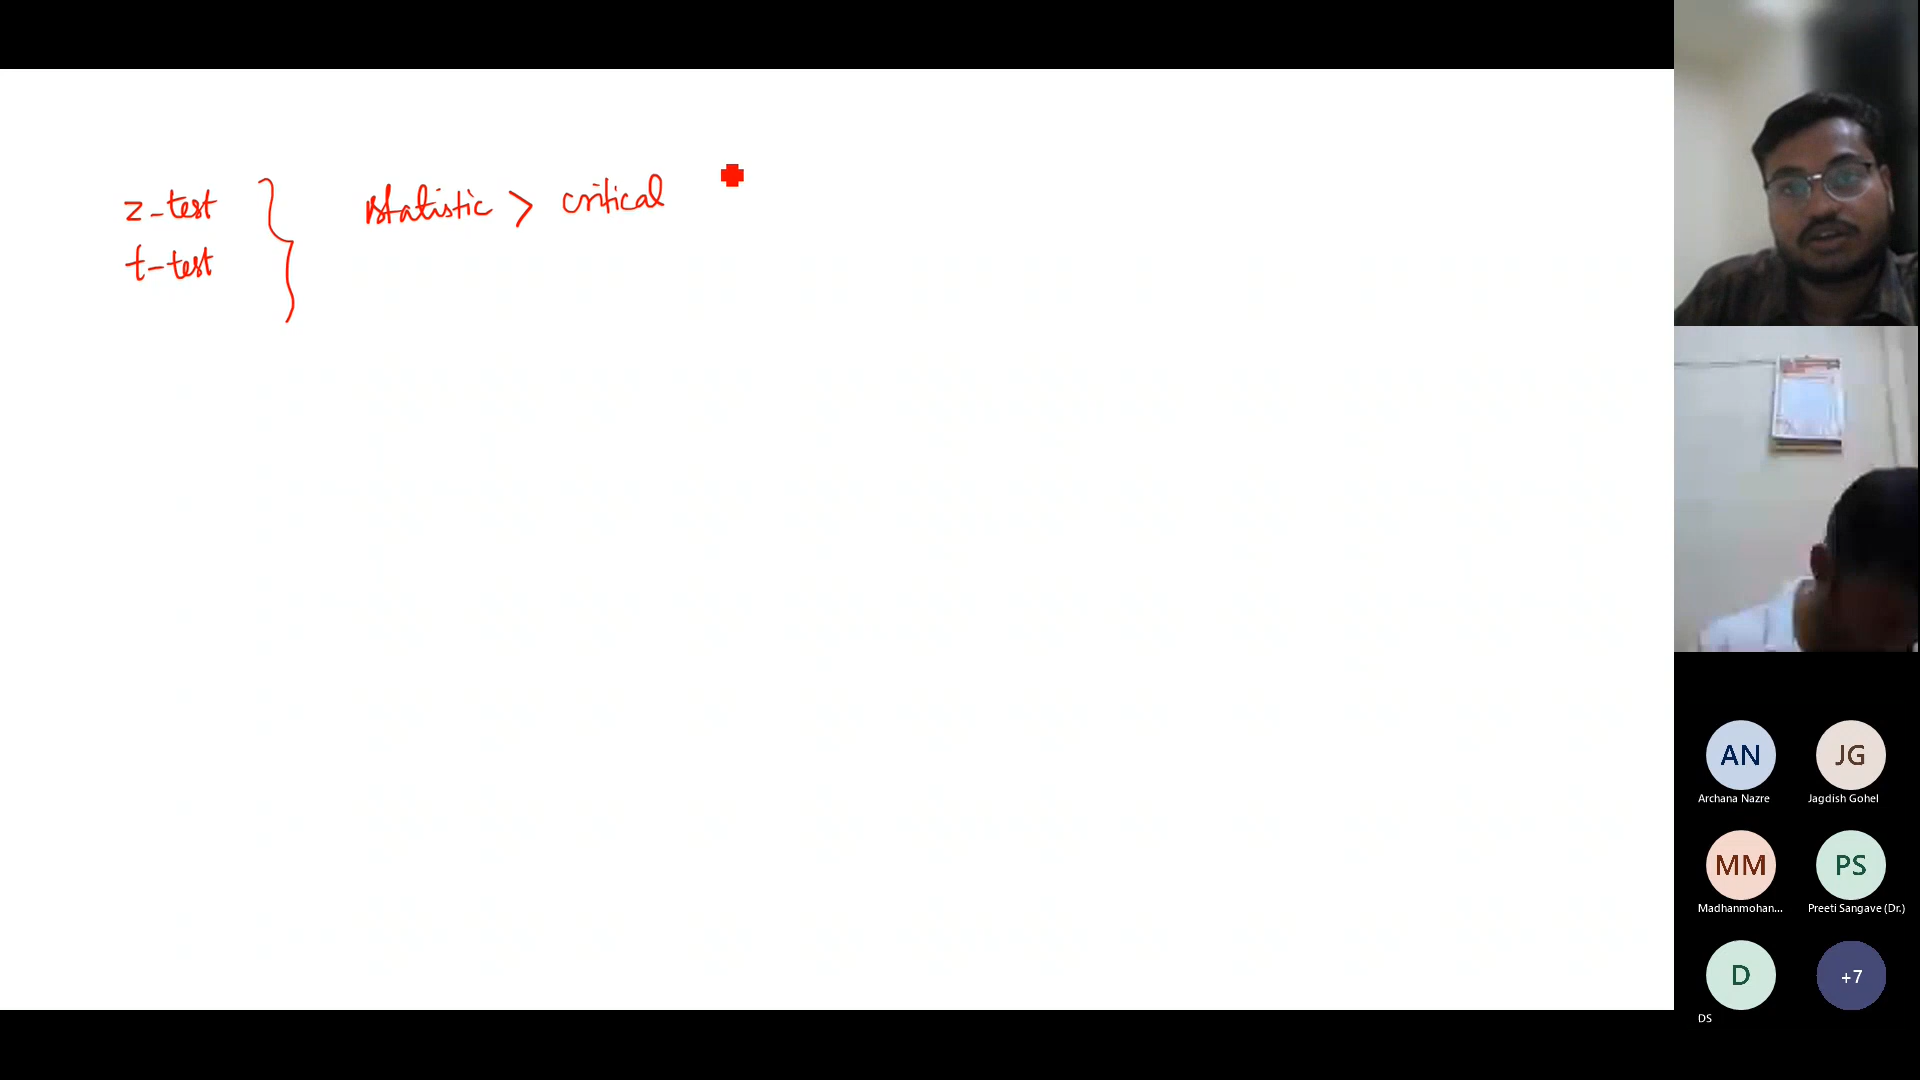 z-test
t-test
statistic > critical
AN
Archana Nazre
JG
Jagdish Gohel
MM
Madhanmohan...
PS
Preeti Sangave (Dr.)
D
DS
+7